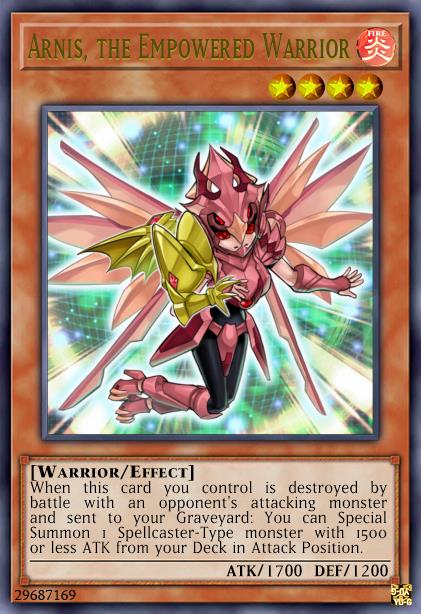 ARNIS, THE EMPOWERED WARRIOR
FIRE
炎
[WARRIOR/EFFECT]
When this card you control is destroyed by
battle with an opponent's attacking monster
and sent to your Graveyard: You can Special
Summon 1 Spellcaster-Type monster with 1500
or less ATK from your Deck in Attack Position.
ATK/1700 DEF/1200
29687169